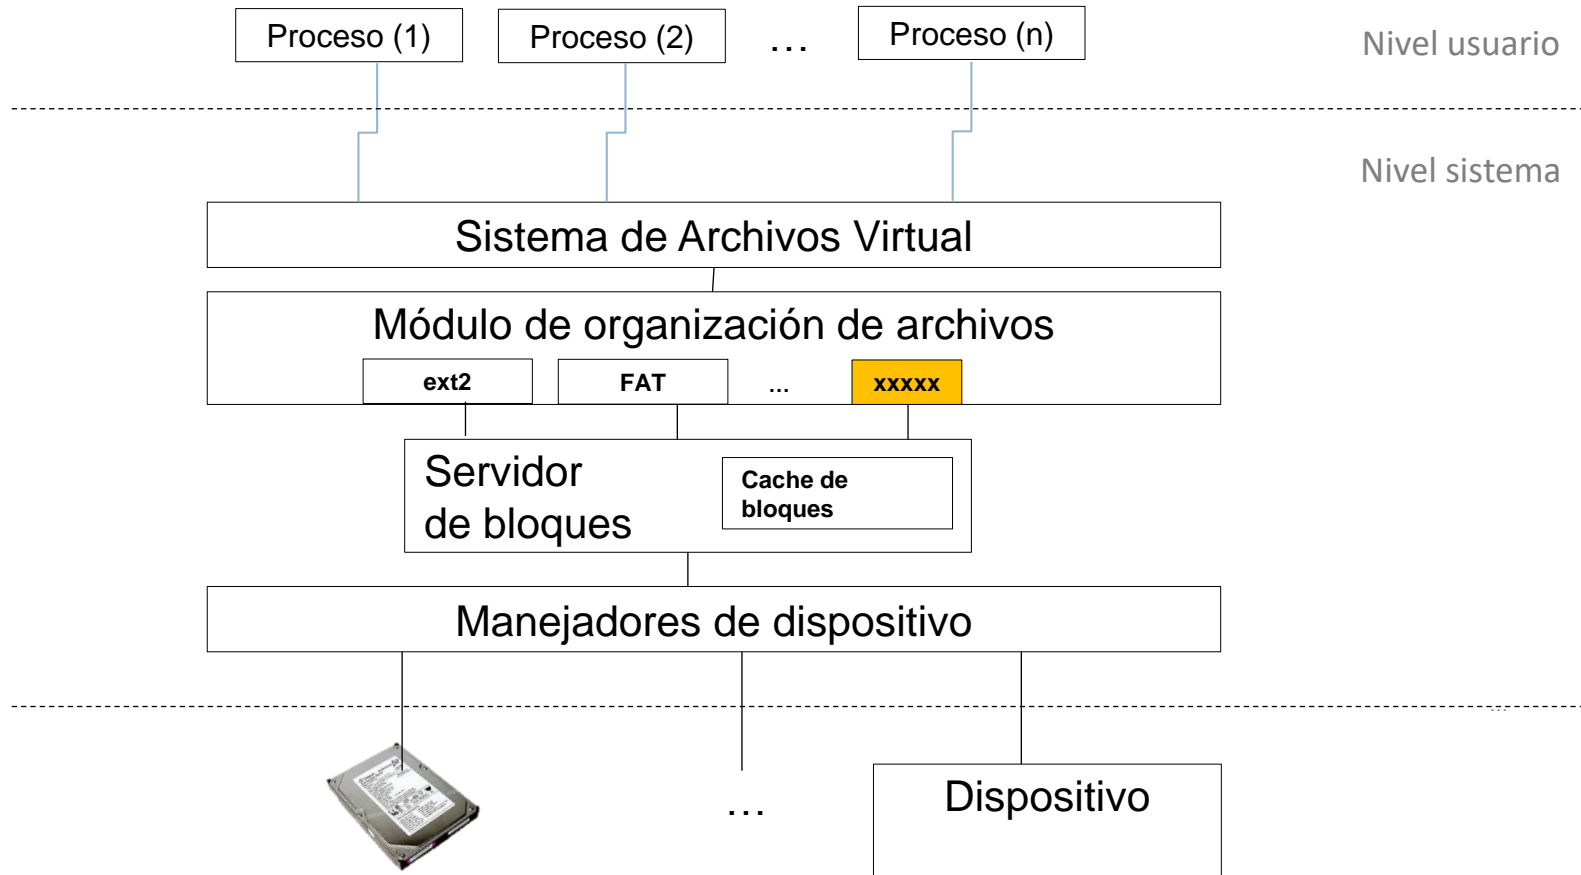 Proceso (1)
Proceso (2)
...
Proceso (n)
Nivel usuario
Nivel sistema
Sistema de Archivos Virtual
Módulo de organización de archivos
ext2
FAT
...
xxxxx
Servidor
de bloques
Cache de
bloques
Manejadores de dispositivo
...
...
Dispositivo